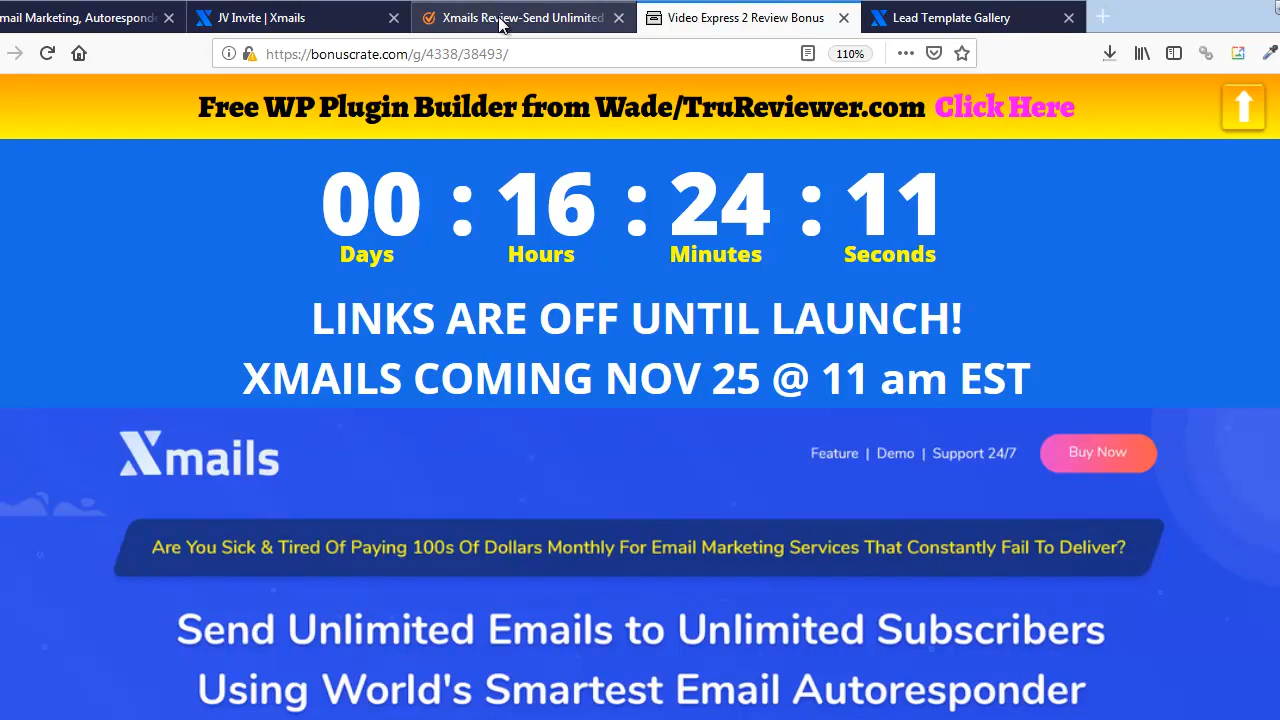 mail Marketing, Autoresponde
JV Invite | Xmails
Xmails Review-Send Unlimited
Video Express 2 Review Bonus
Lead Template Gallery
https://bonuscrate.com/g/4338/38493/
110%
Free WP Plugin Builder from Wade/TruReviewer.com Click Here
00 : 16 : 24 : 11
Days Hours Minutes Seconds
LINKS ARE OFF UNTIL LAUNCH!
XMAILS COMING NOV 25 @ 11 am EST
Xmails
Feature | Demo | Support 24/7
Buy Now
Are You Sick & Tired Of Paying 100s Of Dollars Monthly For Email Marketing Services That Constantly Fail To Deliver?
Send Unlimited Emails to Unlimited Subscribers
Using World's Smartest Email Autoresponder